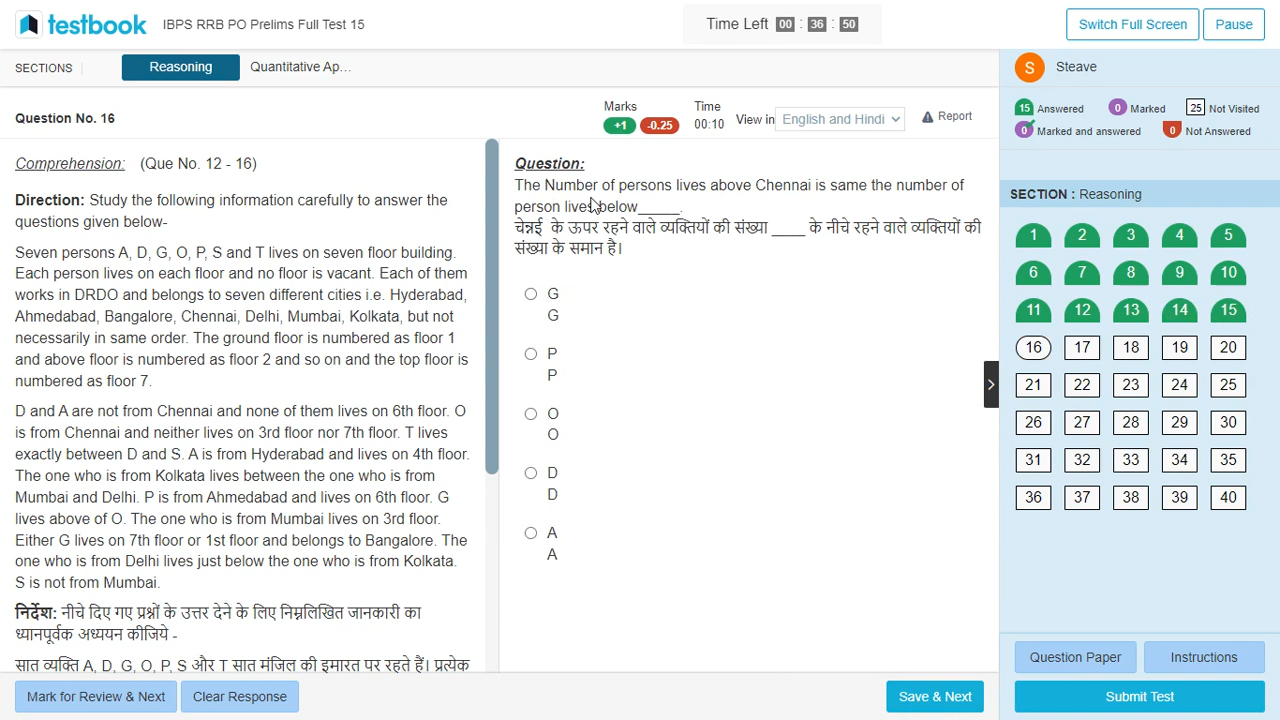 testbook IBPS RRB PO Prelims Full Test 15 Time Left 00 : 36 : 50 Switch Full Screen Pause
SECTIONS Reasoning Quantitative Ap... S Steave
Question No. 16 Marks +1 -0.25 Time 00:10 View in English and Hindi Report
15 Answered 0 Marked 25 Not Visited
0 Marked and answered 0 Not Answered
Comprehension: (Que No. 12 - 16)
Direction: Study the following information carefully to answer the
questions given below-
Seven persons A, D, G, O, P, S and T lives on seven floor building.
Each person lives on each floor and no floor is vacant. Each of them
works in DRDO and belongs to seven different cities i.e. Hyderabad,
Ahmedabad, Bangalore, Chennai, Delhi, Mumbai, Kolkata, but not
necessarily in same order. The ground floor is numbered as floor 1
and above floor is numbered as floor 2 and so on and the top floor is
numbered as floor 7.
D and A are not from Chennai and none of them lives on 6th floor. O
is from Chennai and neither lives on 3rd floor nor 7th floor. T lives
exactly between D and S. A is from Hyderabad and lives on 4th floor.
The one who is from Kolkata lives between the one who is from
Mumbai and Delhi. P is from Ahmedabad and lives on 6th floor. G
lives above of O. The one who is from Mumbai lives on 3rd floor.
Either G lives on 7th floor or 1st floor and belongs to Bangalore. The
one who is from Delhi lives just below the one who is from Kolkata.
S is not from Mumbai.
निर्देश: नीचे दिए गए प्रश्नों के उत्तर देने के लिए निम्नलिखित जानकारी का
ध्यानपूर्वक अध्ययन कीजिये -
सात व्यक्ति A, D, G, O, P, S और T सात मंजिल की इमारत पर रहते हैं। प्रत्येक
Question:
The Number of persons lives above Chennai is same the number of
person lives below_____.
चेन्नई के ऊपर रहने वाले व्यक्तियों की संख्या ____ के नीचे रहने वाले व्यक्तियों की
संख्या के समान है।
G
G
P
P
O
O
D
D
A
A
SECTION : Reasoning
1 2 3 4 5
6 7 8 9 10
11 12 13 14 15
16 17 18 19 20
21 22 23 24 25
26 27 28 29 30
31 32 33 34 35
36 37 38 39 40
Question Paper Instructions
Mark for Review & Next Clear Response Save & Next Submit Test